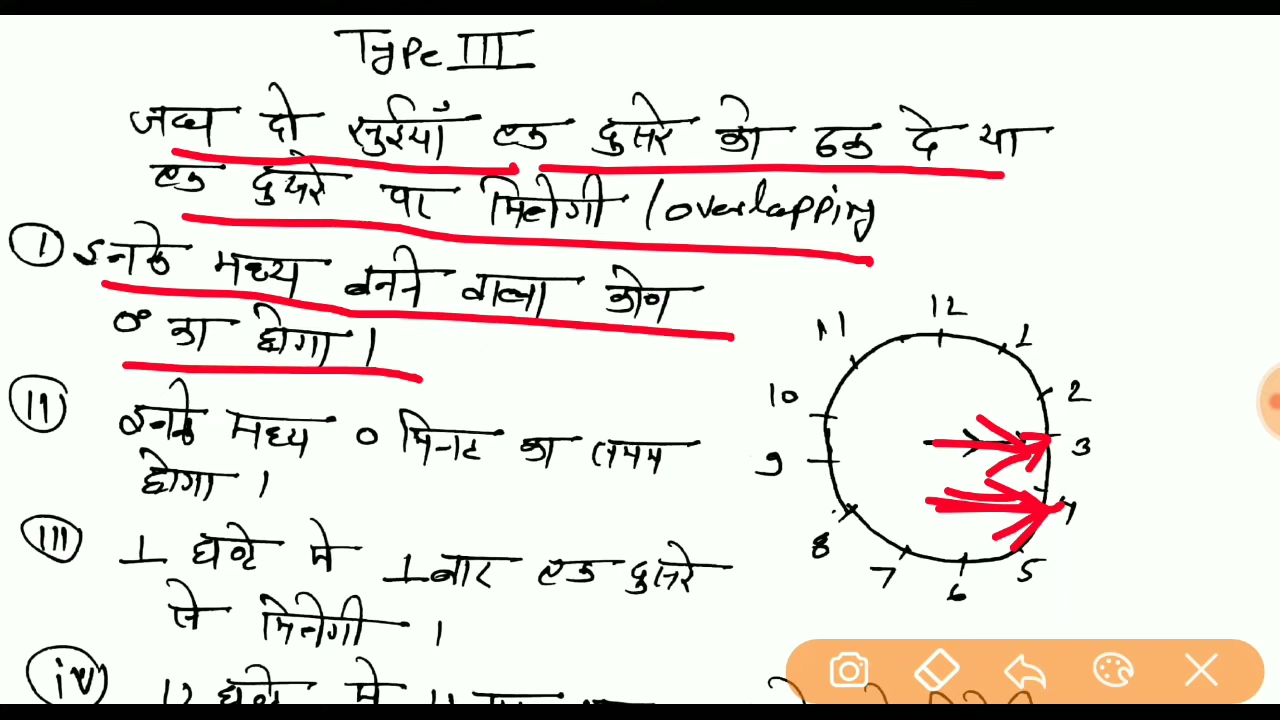 Type III
जब दो सुईयाँ एक दुसरे को ढक दे या
एक दुसरे पर मिलेगी / overlapping
(I) इनके मध्य बनने वाला कोण
0° का होगा ।
(II) इनके मध्य 0 मिनट का समय
होगा ।
(III) 1 घण्टे मे 1 बार एक दुसरे
से मिलेगी ।
(iv) घण्टे मे
12
1
2
3
4
5
6
7
8
9
10
11